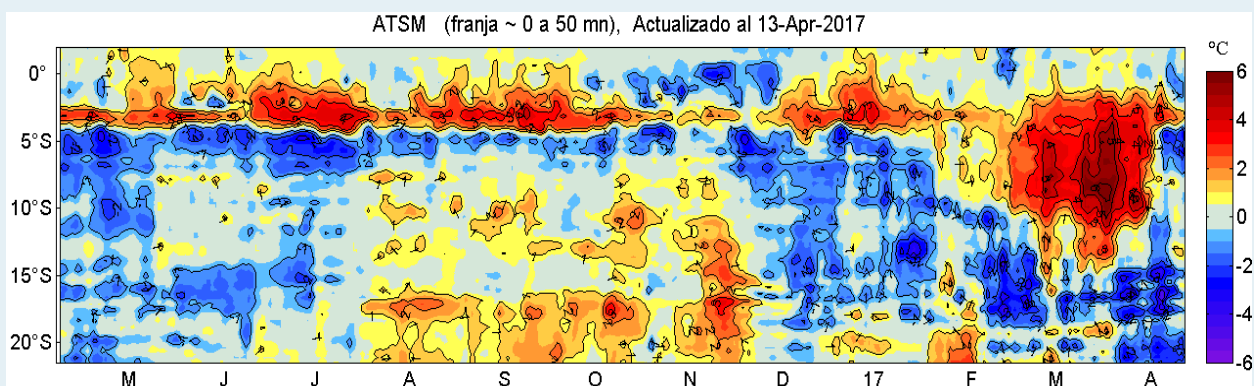 ATSM (franja ~ 0 a 50 mn), Actualizado al 13-Apr-2017
ºC
0°
5°S
10°S
15°S
20°S
6
4
2
0
-2
-4
-6
M J J A S O N D 17 F M A